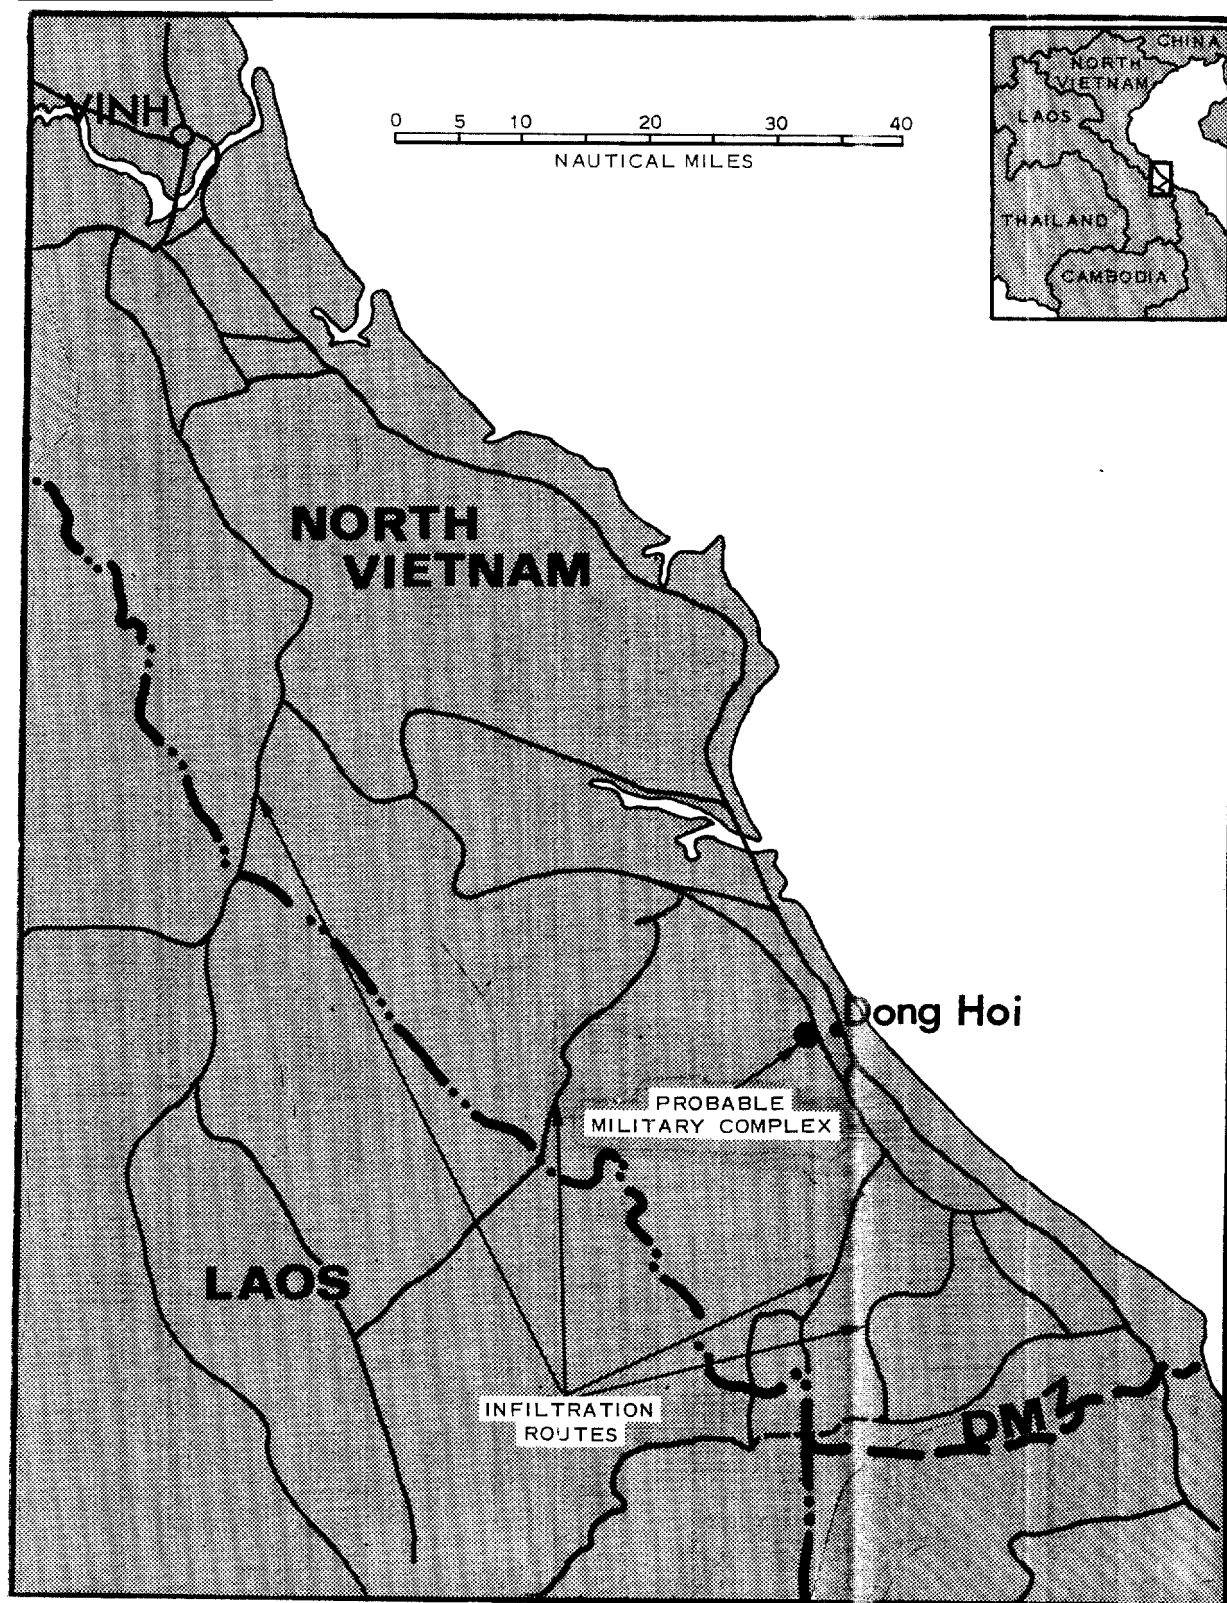 VINH
0 5 10 20 30 40
NAUTICAL MILES
CHINA
NORTH
VIETNAM
LAOS
THAILAND
CAMBODIA
NORTH
VIETNAM
Dong Hoi
PROBABLE
MILITARY COMPLEX
LAOS
INFILTRATION
ROUTES
DMZ